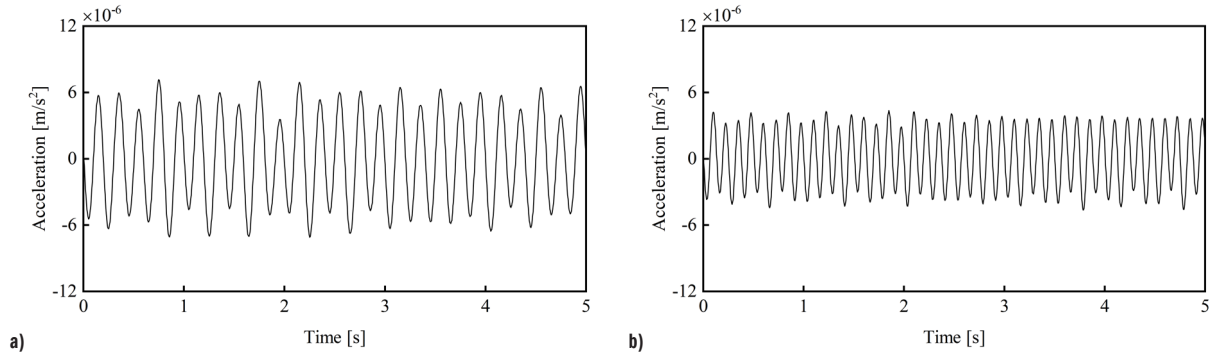 ×10⁻⁶
12
6
0
-6
-12
Acceleration [m/s²]
0 1 2 3 4 5
Time [s]
a)
×10⁻⁶
12
6
0
-6
-12
Acceleration [m/s²]
0 1 2 3 4 5
Time [s]
b)